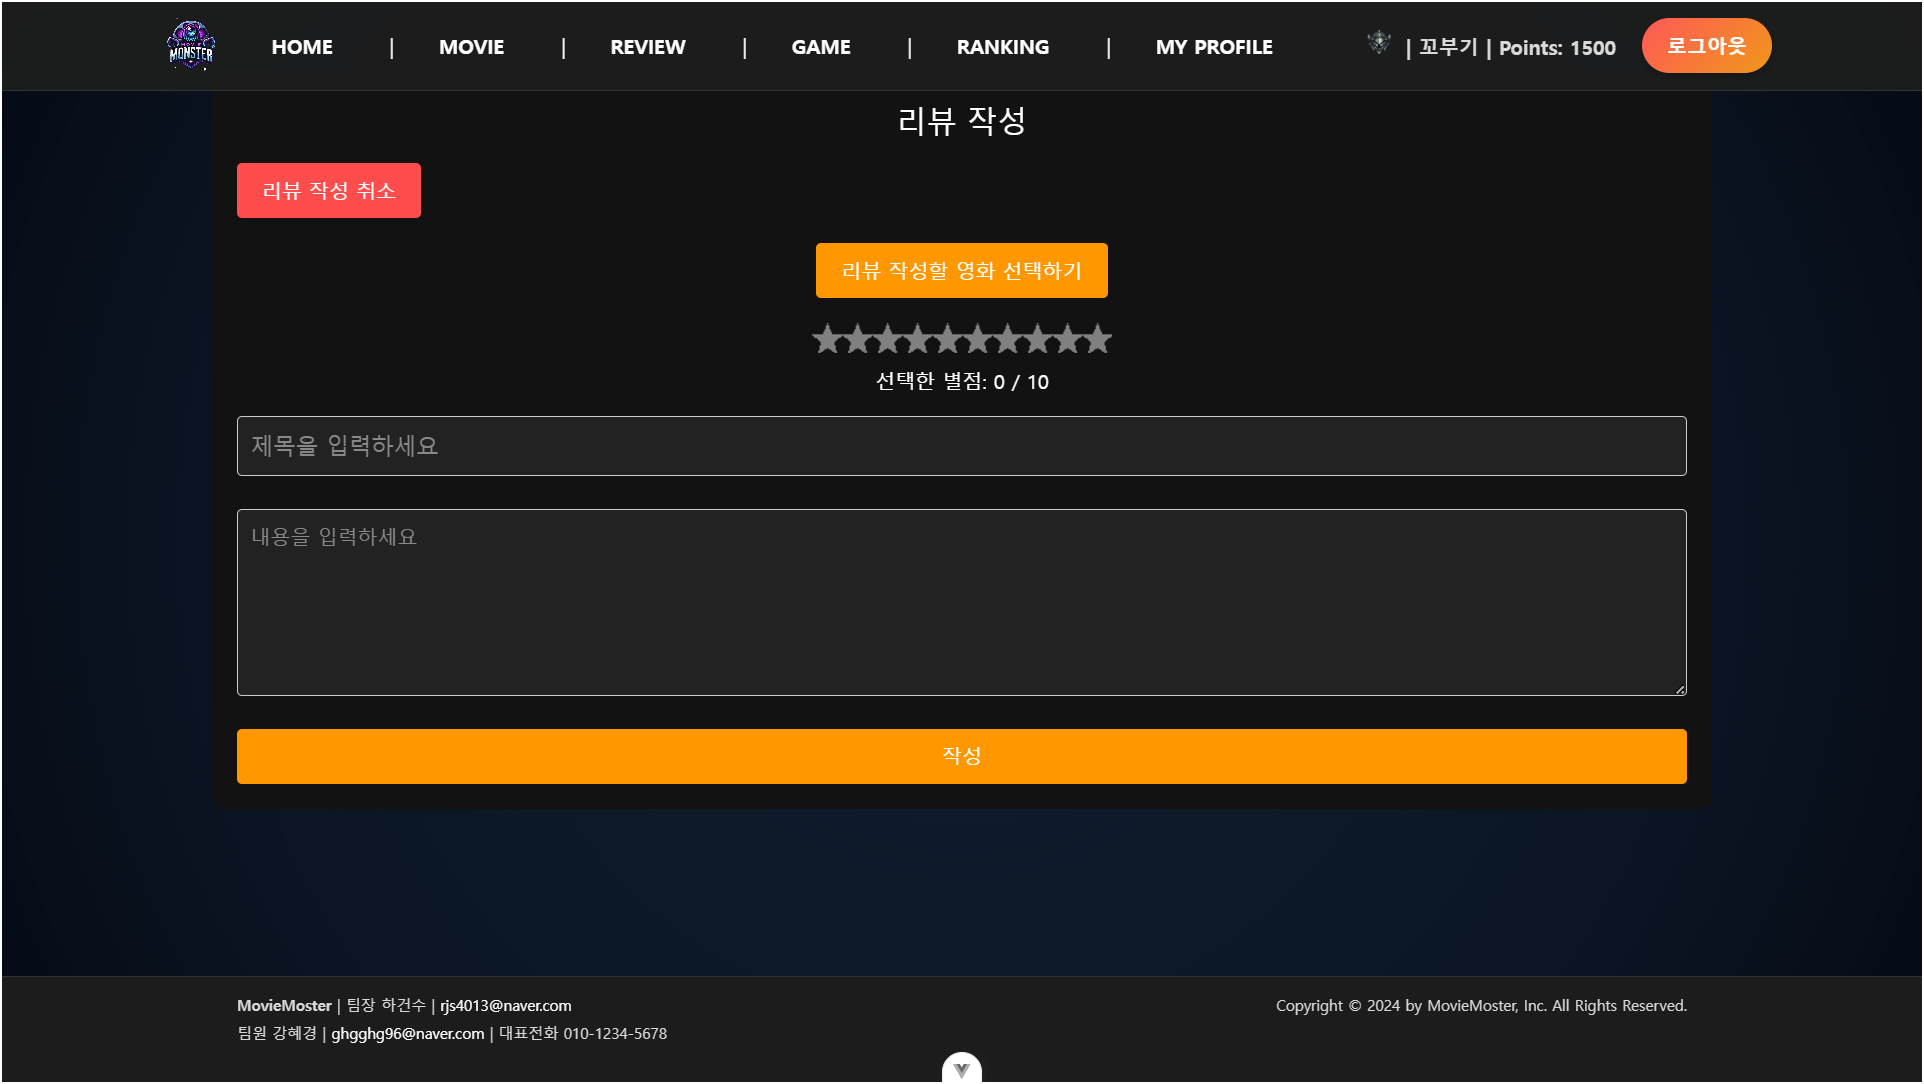 MONSTER
HOME | MOVIE | REVIEW | GAME | RANKING | MY PROFILE | 꼬부기 | Points: 1500 로그아웃
리뷰 작성
리뷰 작성 취소
리뷰 작성할 영화 선택하기
선택한 별점: 0 / 10
제목을 입력하세요
내용을 입력하세요
작성
MovieMoster | 팀장 하건수 | rjs4013@naver.com
팀원 강혜경 | ghgghg96@naver.com | 대표전화 010-1234-5678
Copyright © 2024 by MovieMoster, Inc. All Rights Reserved.